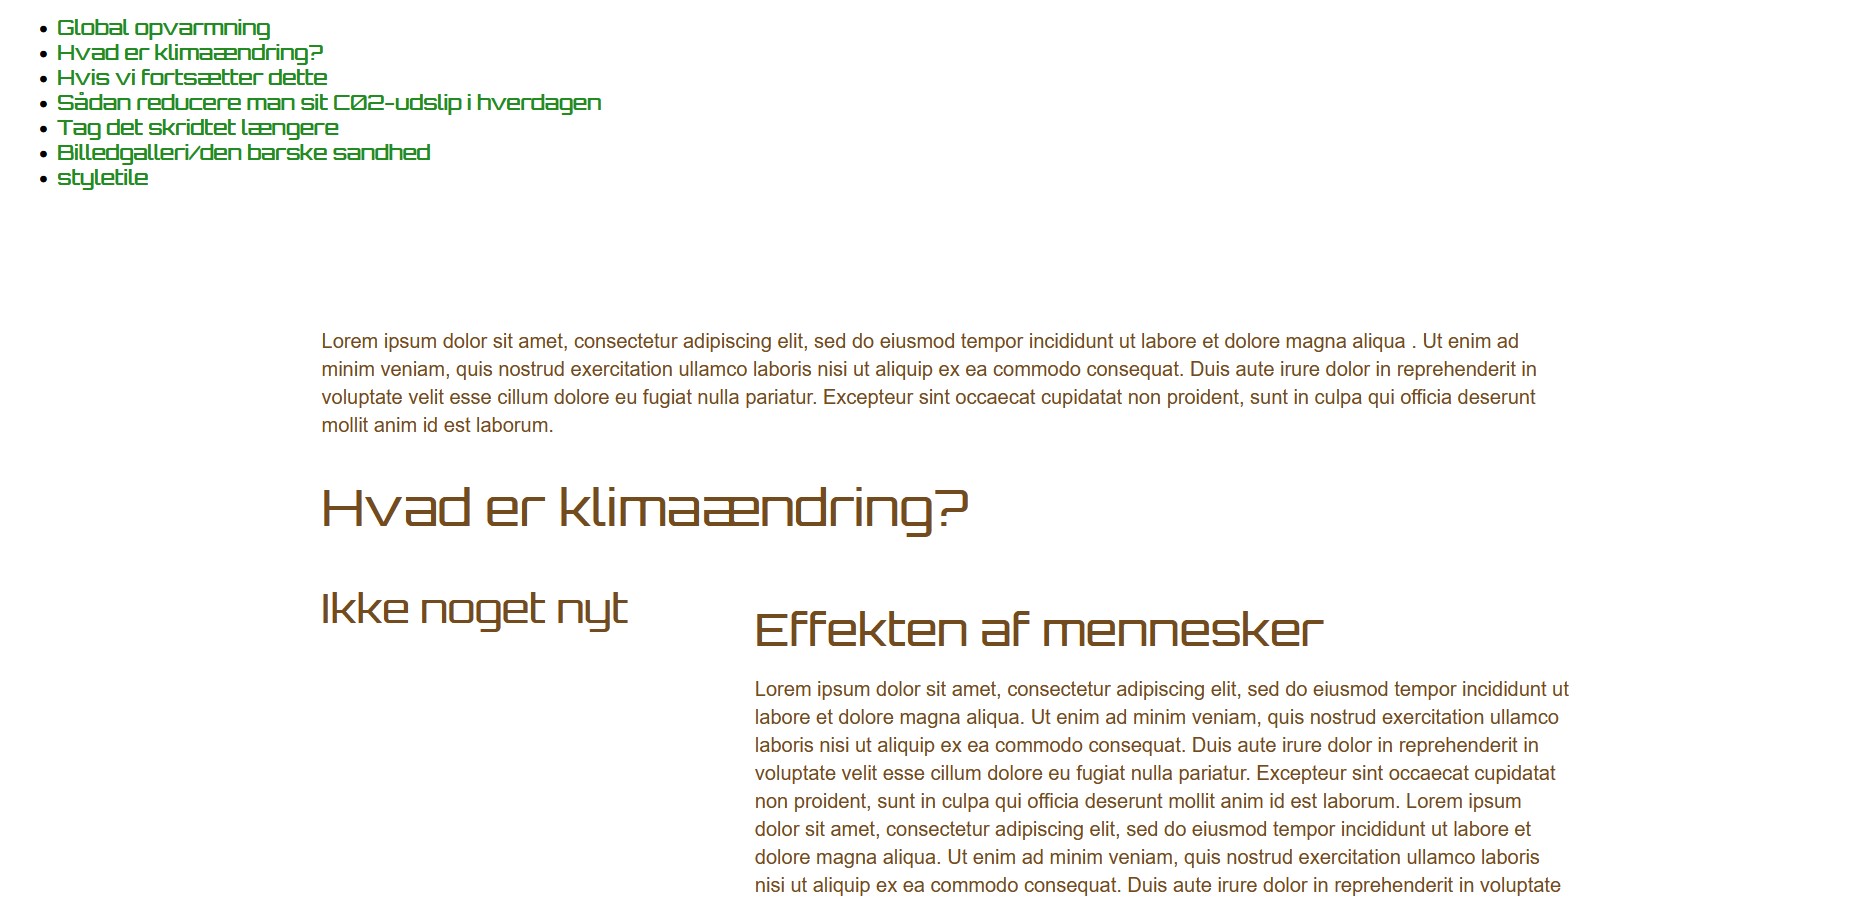 Global opvarmning
Hvad er klimaændring?
Hvis vi fortsætter dette
Sådan reducere man sit CO2-udslip i hverdagen
Tag det skridtet længere
Billedgalleri/den barske sandhed
styletile
Lorem ipsum dolor sit amet, consectetur adipiscing elit, sed do eiusmod tempor incididunt ut labore et dolore magna aliqua . Ut enim ad
minim veniam, quis nostrud exercitation ullamco laboris nisi ut aliquip ex ea commodo consequat. Duis aute irure dolor in reprehenderit in
voluptate velit esse cillum dolore eu fugiat nulla pariatur. Excepteur sint occaecat cupidatat non proident, sunt in culpa qui officia deserunt
mollit anim id est laborum.
Hvad er klimaændring?
Ikke noget nyt
Effekten af mennesker
Lorem ipsum dolor sit amet, consectetur adipiscing elit, sed do eiusmod tempor incididunt ut
labore et dolore magna aliqua. Ut enim ad minim veniam, quis nostrud exercitation ullamco
laboris nisi ut aliquip ex ea commodo consequat. Duis aute irure dolor in reprehenderit in
voluptate velit esse cillum dolore eu fugiat nulla pariatur. Excepteur sint occaecat cupidatat
non proident, sunt in culpa qui officia deserunt mollit anim id est laborum. Lorem ipsum
dolor sit amet, consectetur adipiscing elit, sed do eiusmod tempor incididunt ut labore et
dolore magna aliqua. Ut enim ad minim veniam, quis nostrud exercitation ullamco laboris
nisi ut aliquip ex ea commodo consequat. Duis aute irure dolor in reprehenderit in voluptate